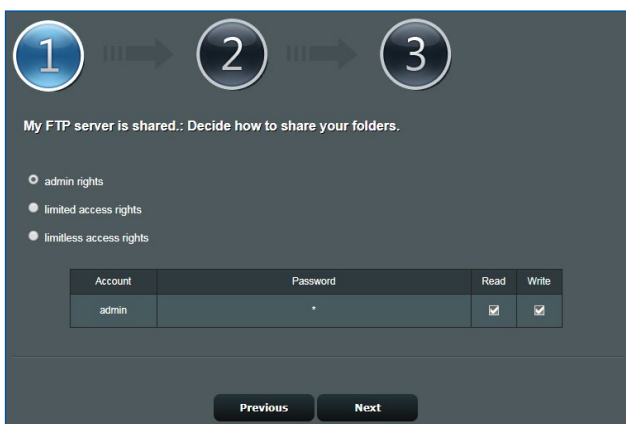 1 2 3
My FTP server is shared.: Decide how to share your folders.
admin rights
limited access rights
limitless access rights
Account Password Read Write
admin *
Previous Next